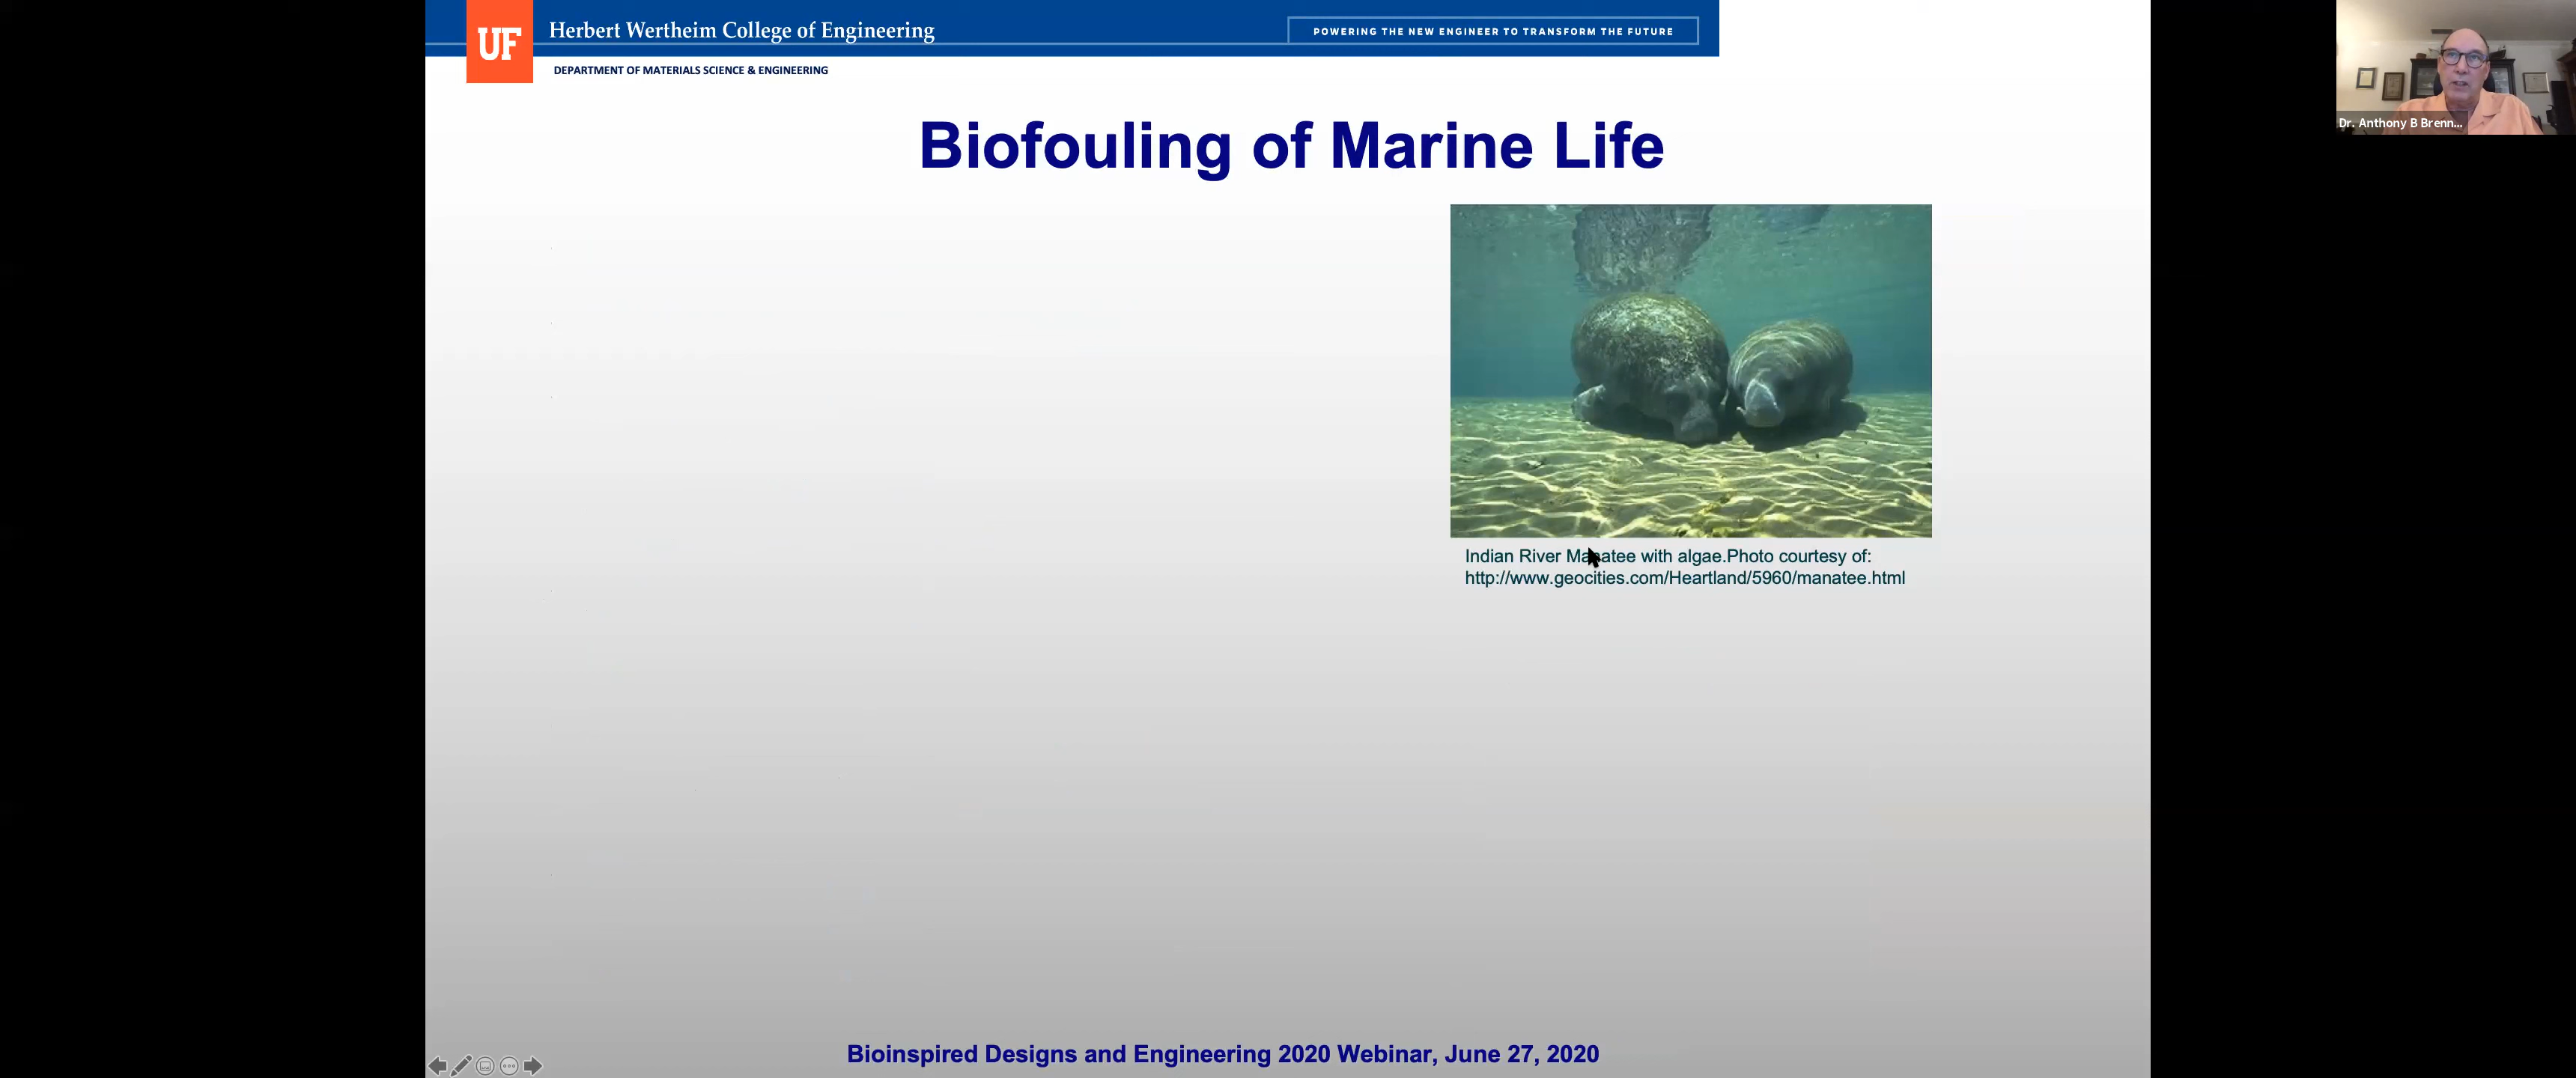 UF
Herbert Wertheim College of Engineering
POWERING THE NEW ENGINEER TO TRANSFORM THE FUTURE
DEPARTMENT OF MATERIALS SCIENCE & ENGINEERING
Dr. Anthony B Brenn...
Biofouling of Marine Life
Indian River Manatee with algae.Photo courtesy of:
http://www.geocities.com/Heartland/5960/manatee.html
Bioinspired Designs and Engineering 2020 Webinar, June 27, 2020